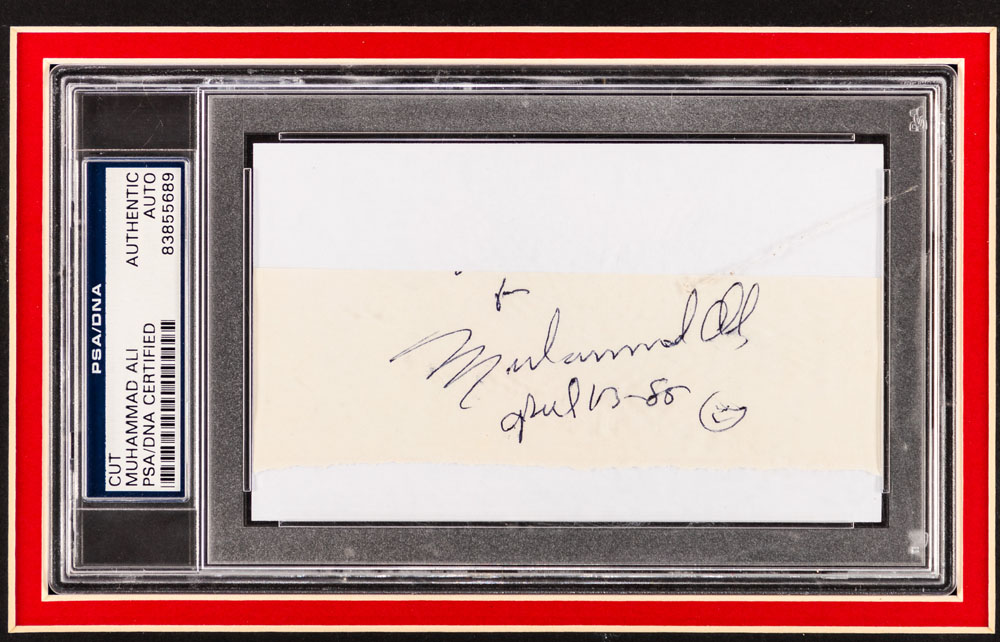 PSA/DNA
CUT
MUHAMMAD ALI
PSA/DNA CERTIFIED
AUTHENTIC
AUTO
83855689
Muhammad Ali